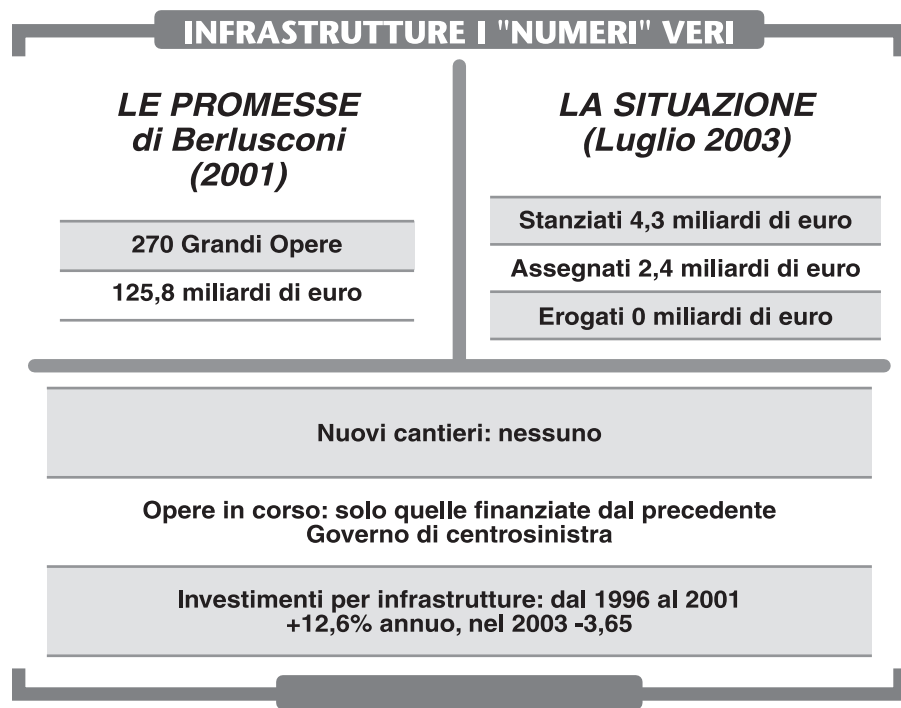 INFRASTRUTTURE I "NUMERI" VERI
LE PROMESSE
di Berlusconi
(2001)
270 Grandi Opere
125,8 miliardi di euro
LA SITUAZIONE
(Luglio 2003)
Stanziati 4,3 miliardi di euro
Assegnati 2,4 miliardi di euro
Erogati 0 miliardi di euro
Nuovi cantieri: nessuno
Opere in corso: solo quelle finanziate dal precedente
Governo di centrosinistra
Investimenti per infrastrutture: dal 1996 al 2001
+12,6% annuo, nel 2003 -3,65